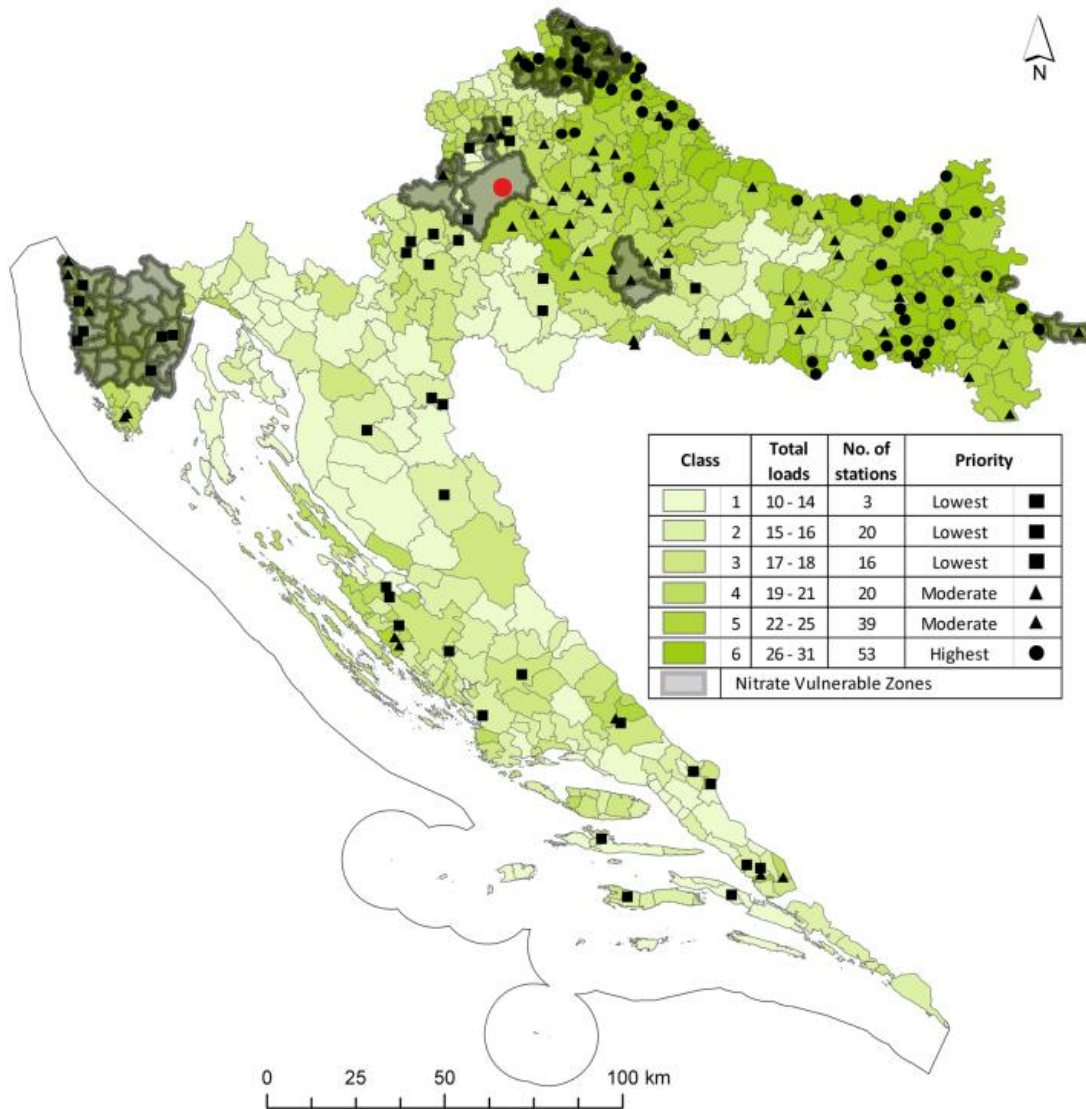 N
Class Total loads No. of stations Priority
1 10 - 14 3 Lowest
2 15 - 16 20 Lowest
3 17 - 18 16 Lowest
4 19 - 21 20 Moderate
5 22 - 25 39 Moderate
6 26 - 31 53 Highest
Nitrate Vulnerable Zones
0 25 50 100 km